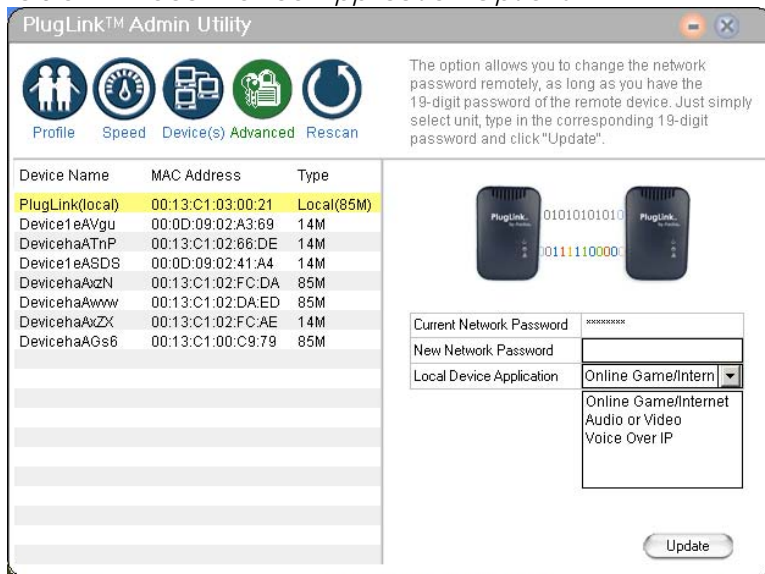 PlugLink™ Admin Utility
The option allows you to change the network
password remotely, as long as you have the
19-digit password of the remote device. Just simply
select unit, type in the corresponding 19-digit
password and click "Update".
Profile Speed Device(s) Advanced Rescan
Device Name MAC Address Type
PlugLink(local) 00:13:C1:03:00:21 Local(85M)
Device1eAVgu 00:0D:09:02:A3:69 14M
DevicehaATnP 00:13:C1:02:66:DE 14M
Device1eASDS 00:0D:09:02:41:A4 14M
DevicehaAxzN 00:13:C1:02:FC:DA 85M
DevicehaAwvw 00:13:C1:02:DA:ED 85M
DevicehaAxZX 00:13:C1:02:FC:AE 14M
DevicehaAGs6 00:13:C1:00:C9:79 85M
PlugLink. 0101010101 PlugLink.
0011110000
Current Network Password ********
New Network Password
Local Device Application Online Game/Intern
Online Game/Internet
Audio or Video
Voice Over IP
Update